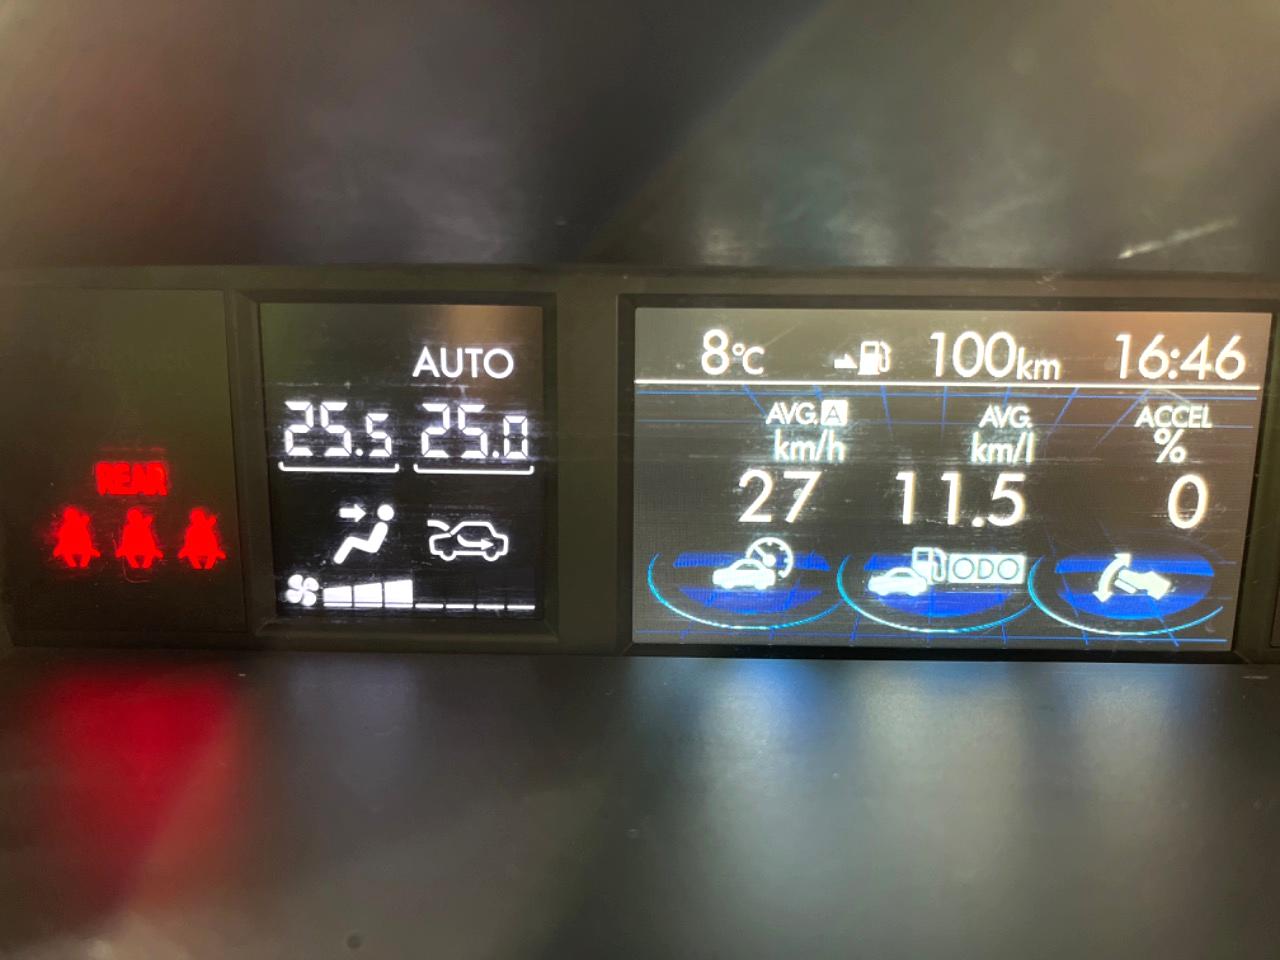 REAR
AUTO
25.5 25.0
8°C 100km 16:46
AVG. A AVG. ACCEL
km/h km/l %
27 11.5 0
ODO